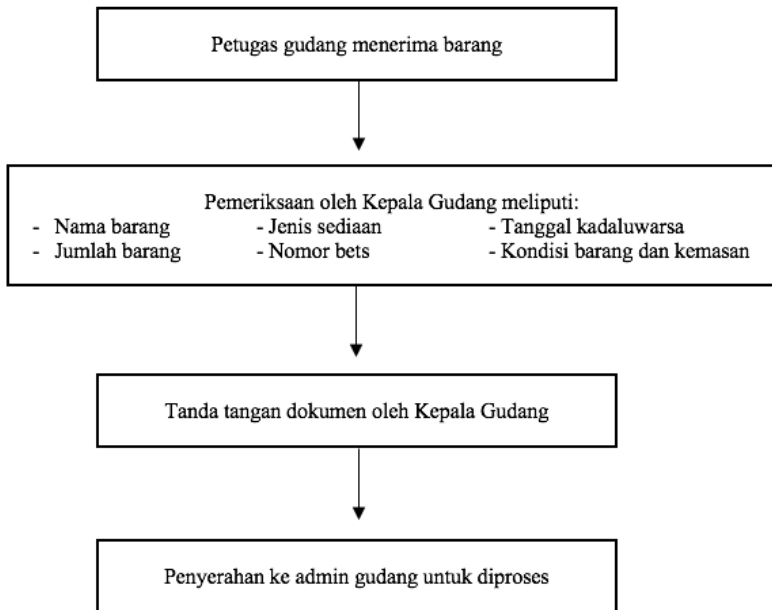 Petugas gudang menerima barang
Pemeriksaan oleh Kepala Gudang meliputi:
- Nama barang - Jenis sediaan - Tanggal kadaluwarsa
- Jumlah barang - Nomor bets - Kondisi barang dan kemasan
Tanda tangan dokumen oleh Kepala Gudang
Penyerahan ke admin gudang untuk diproses